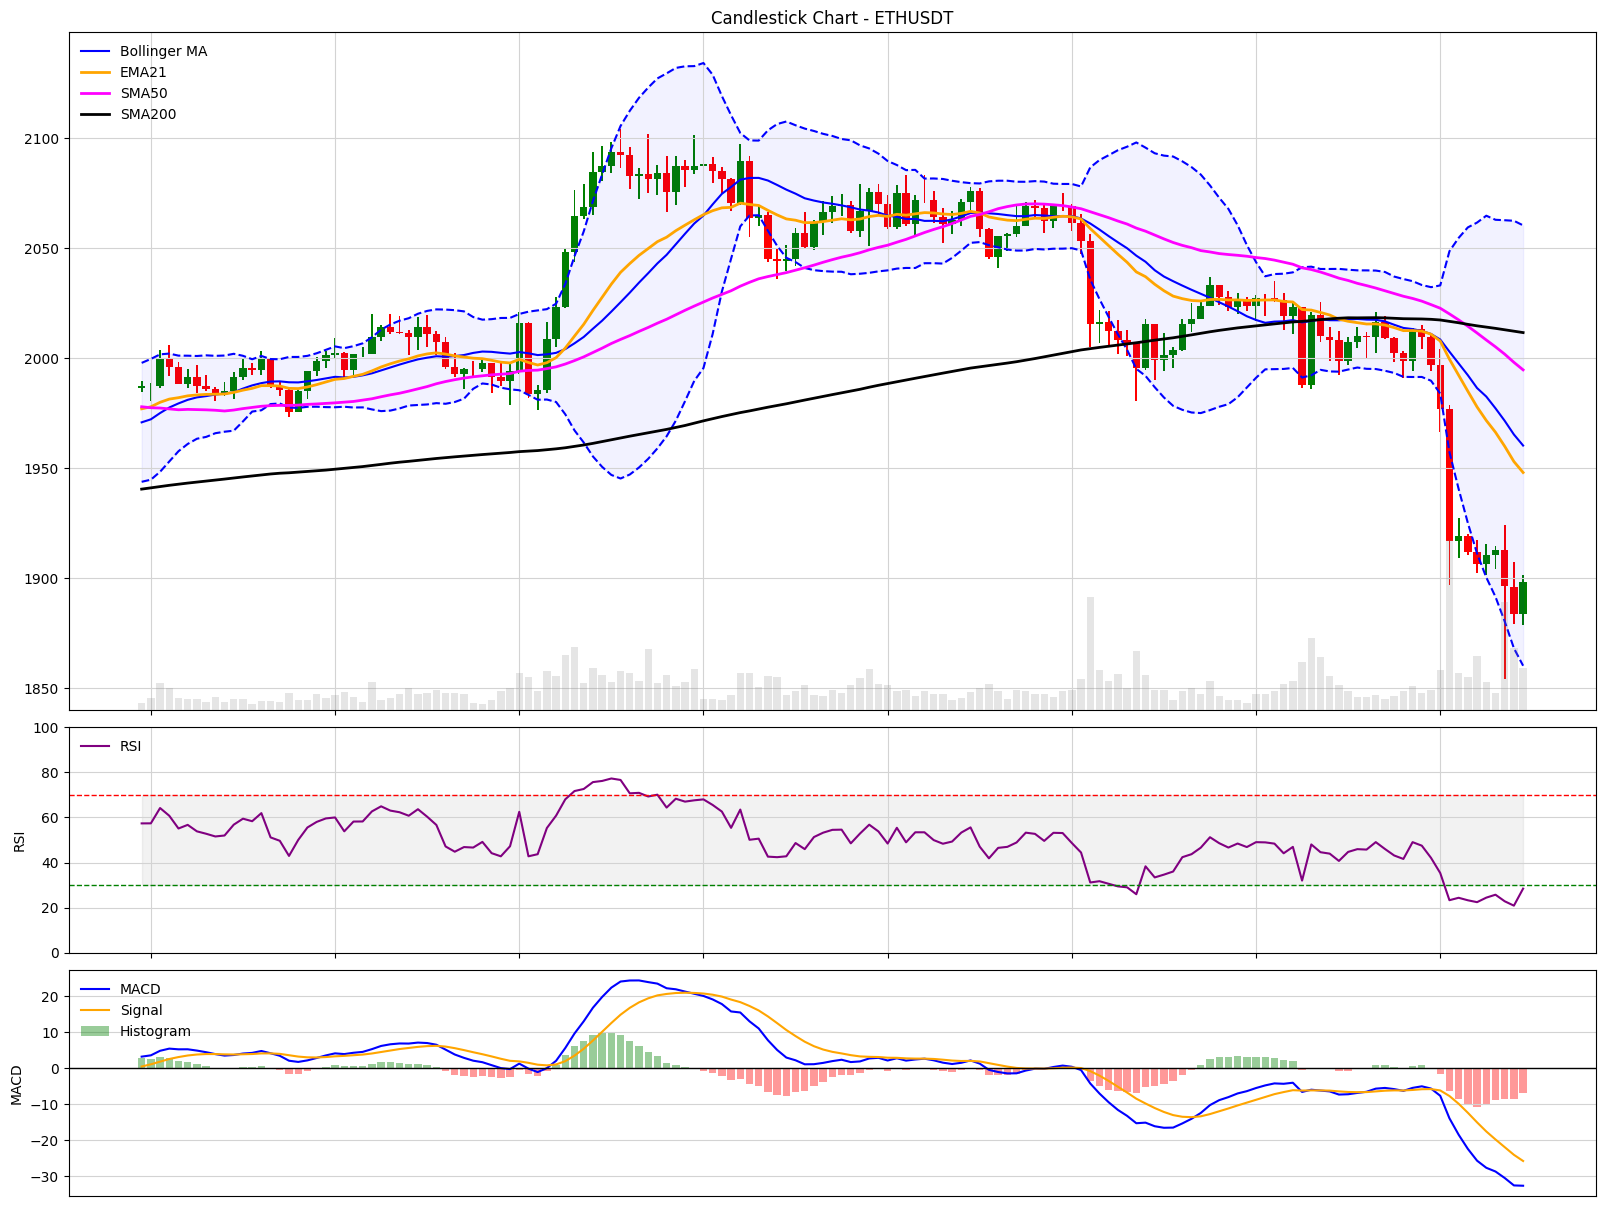 Candlestick Chart - ETHUSDT
Bollinger MA
EMA21
SMA50
SMA200
2100
2050
2000
1950
1900
1850
100
80
60
40
20
0
RSI
RSI
20
10
0
−10
−20
−30
MACD
MACD
Signal
Histogram